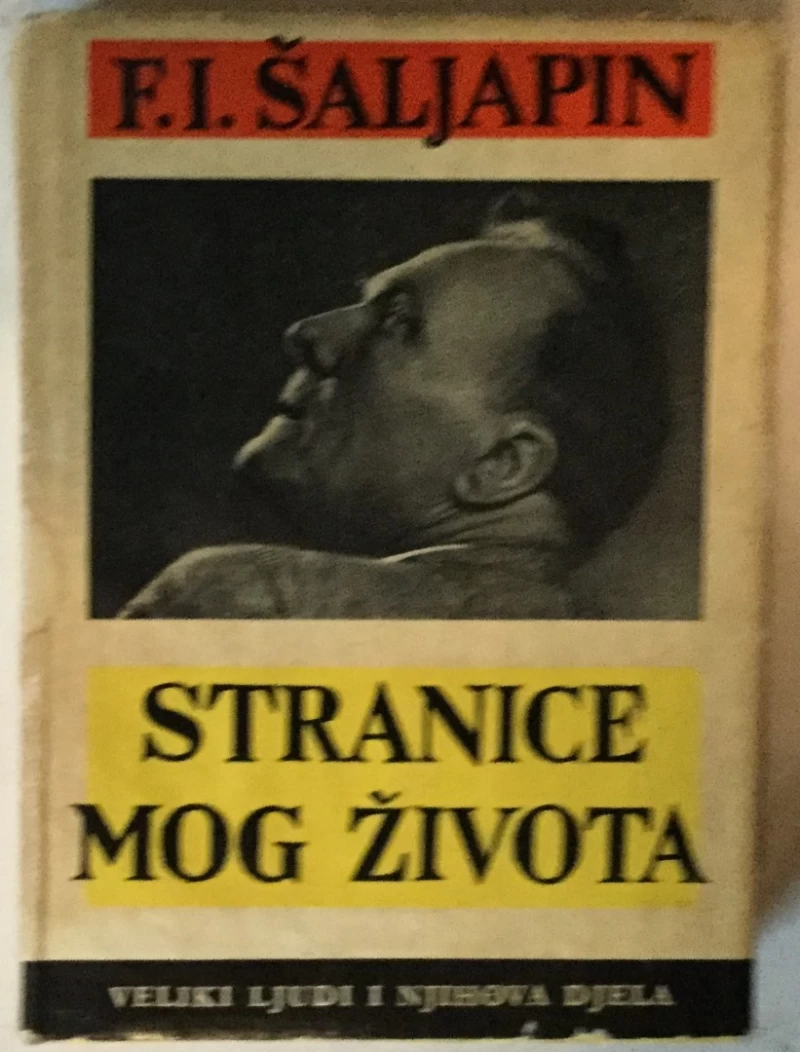 F.I. ŠALJAPIN
STRANICE
MOG ŽIVOTA
VELIKI LJUDI I NJIHOVA DJELA